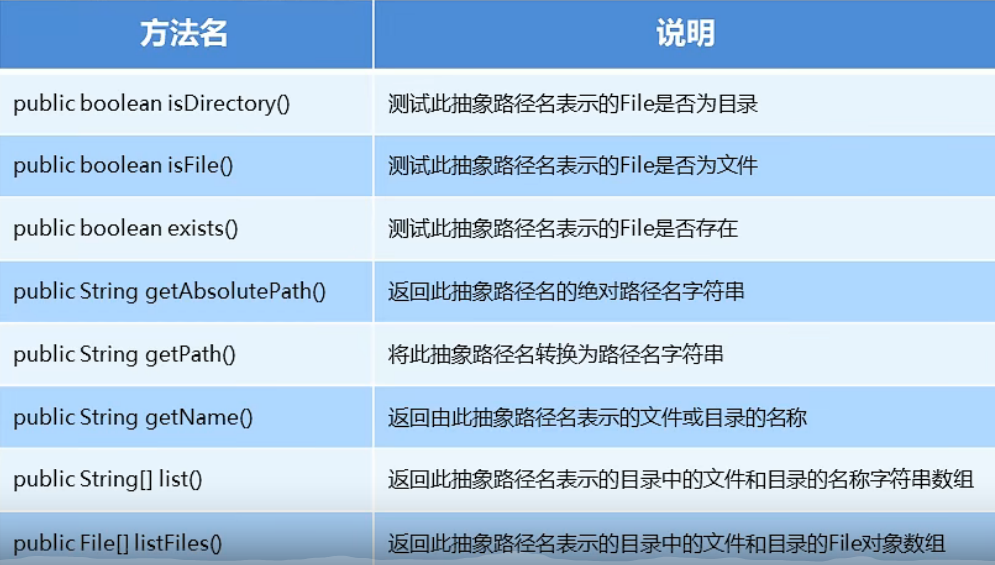 方法名 说明
public boolean isDirectory() 测试此抽象路径名表示的File是否为目录
public boolean isFile() 测试此抽象路径名表示的File是否为文件
public boolean exists() 测试此抽象路径名表示的File是否存在
public String getAbsolutePath() 返回此抽象路径名的绝对路径名字符串
public String getPath() 将此抽象路径名转换为路径名字符串
public String getName() 返回由此抽象路径名表示的文件或目录的名称
public String[] list() 返回此抽象路径名表示的目录中的文件和目录的名称字符串数组
public File[] listFiles() 返回此抽象路径名表示的目录中的文件和目录的File对象数组